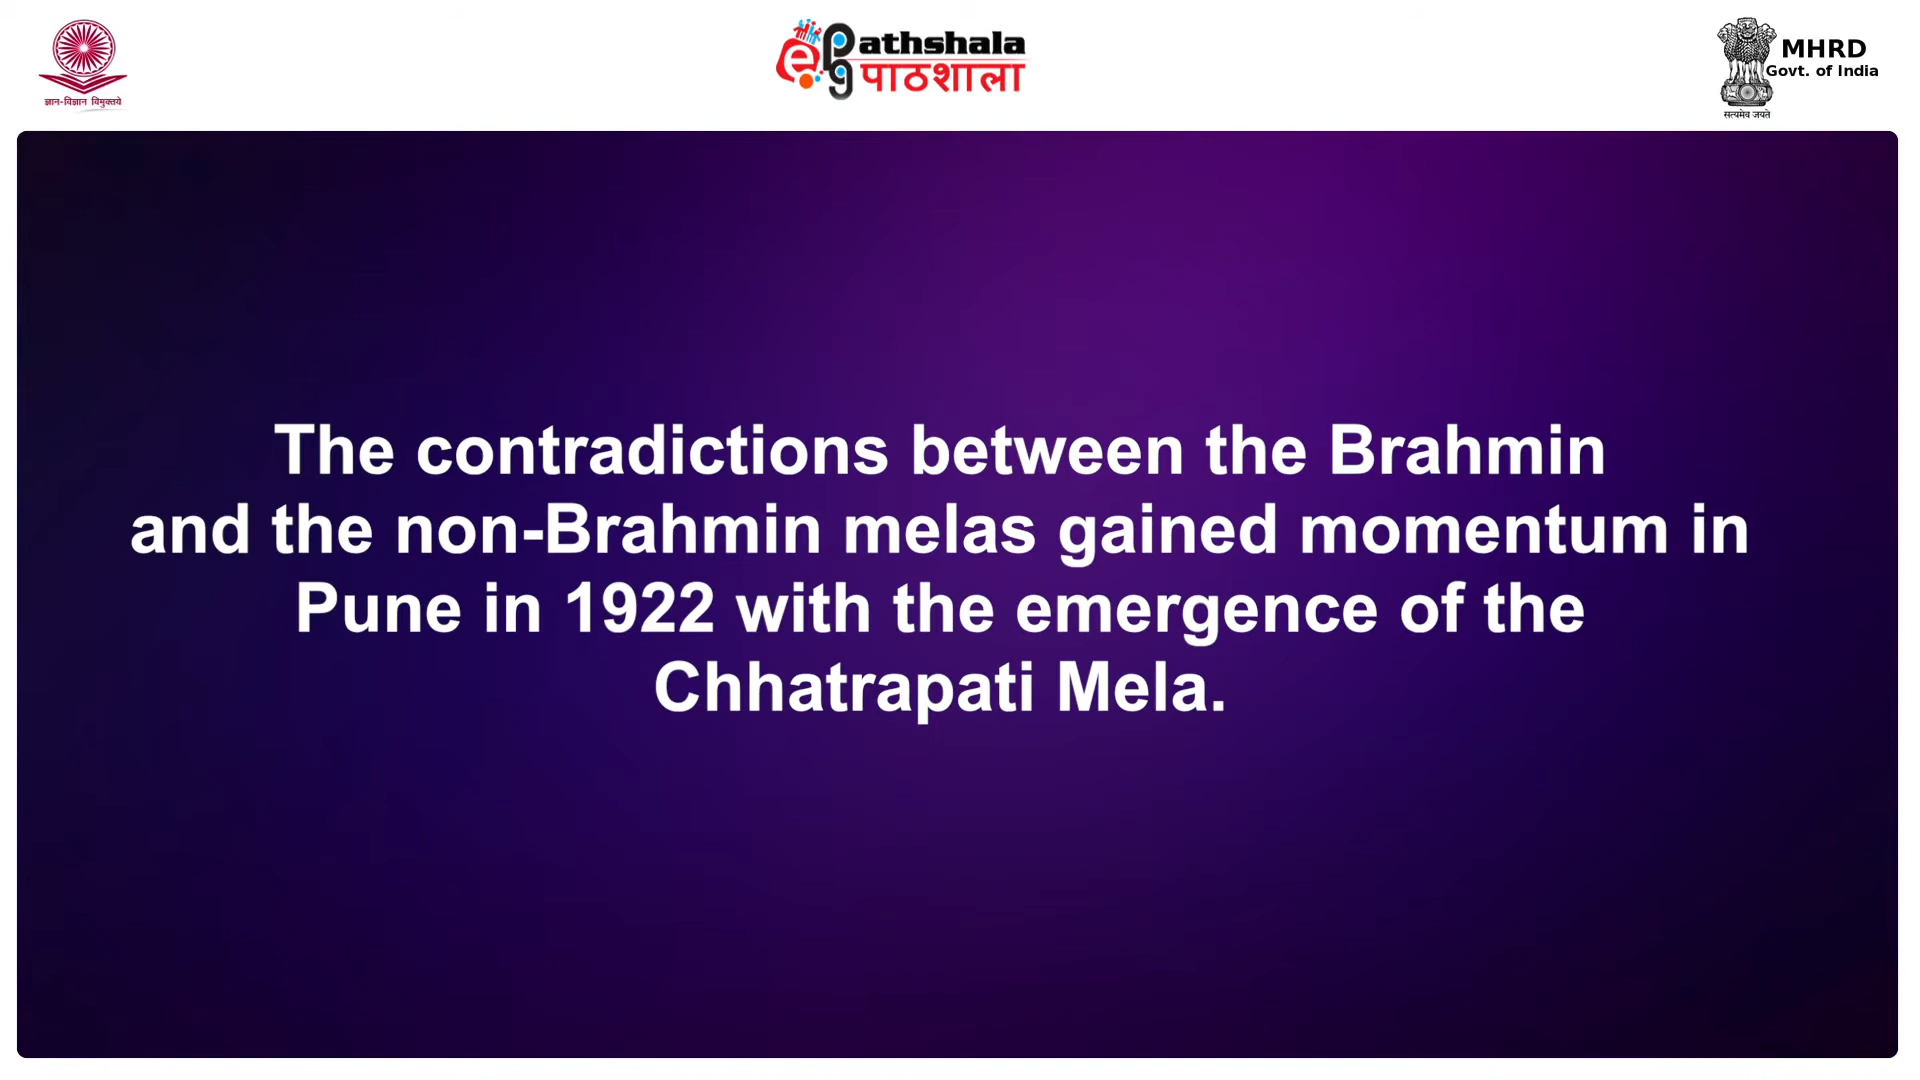 ज्ञान-विज्ञान विमुक्तये
epg
athshala
पाठशाला
MHRD
Govt. of India
सत्यमेव जयते
The contradictions between the Brahmin
and the non-Brahmin melas gained momentum in
Pune in 1922 with the emergence of the
Chhatrapati Mela.